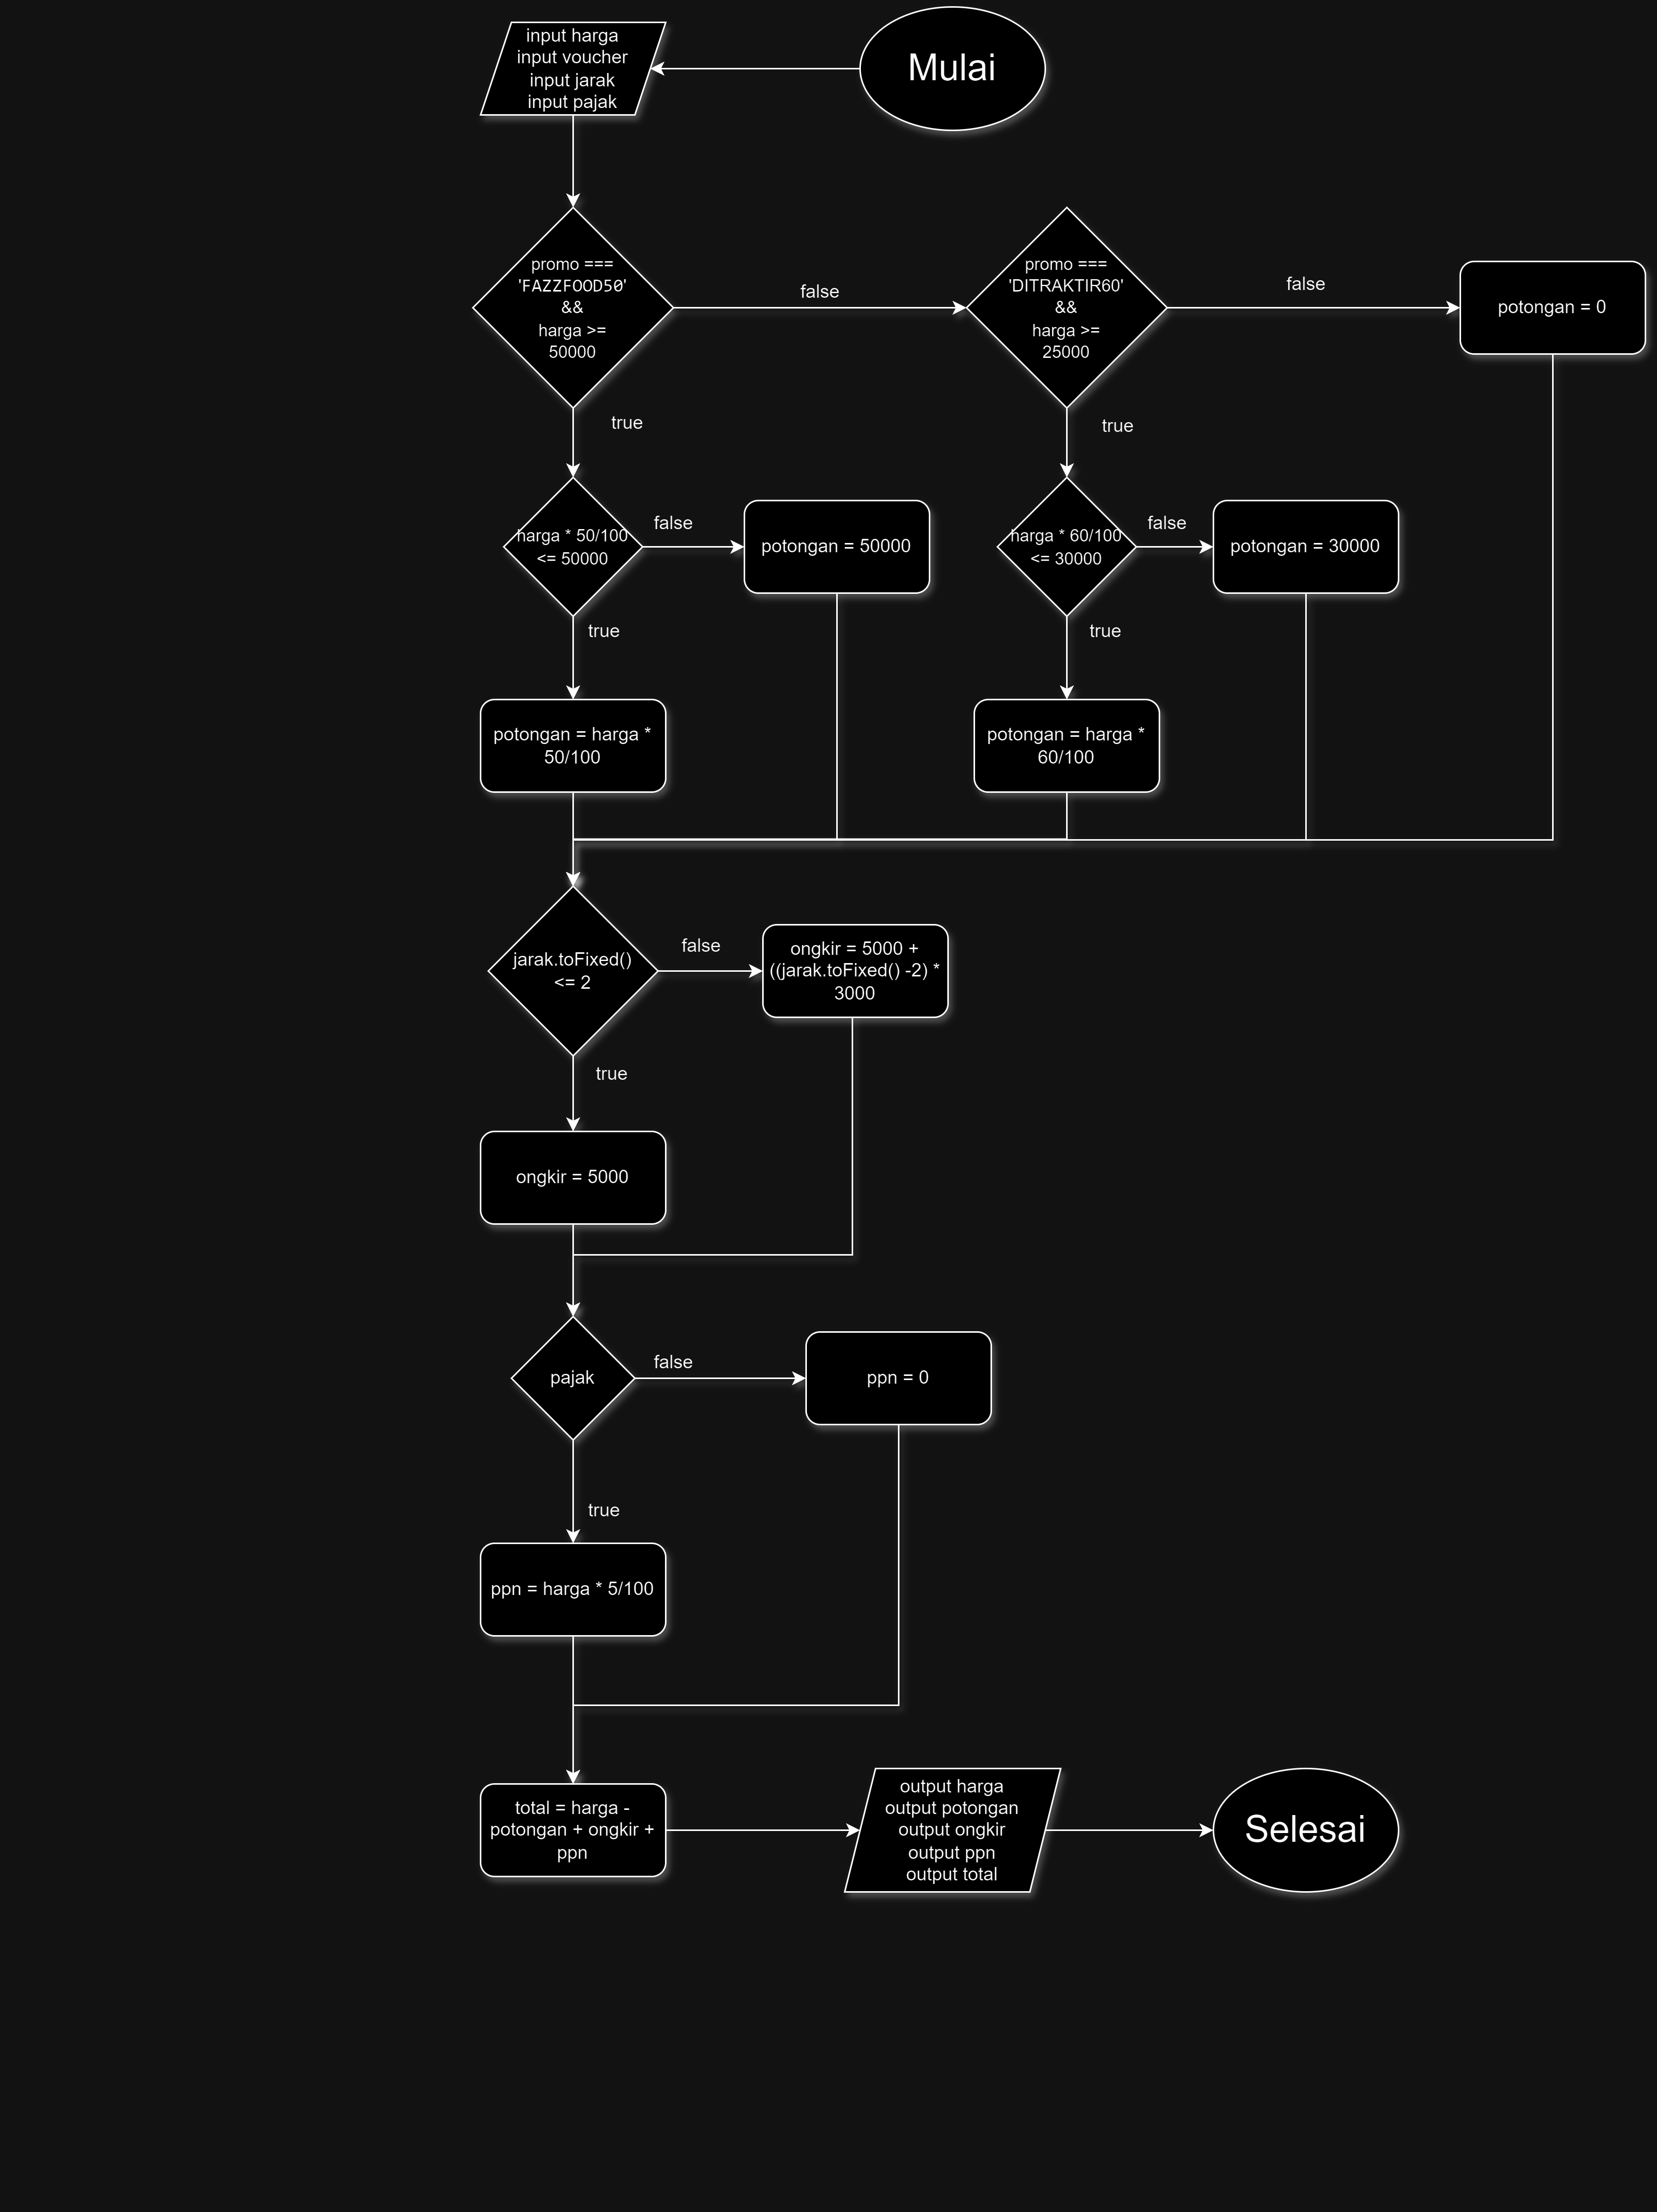 Mulai
input harga
input voucher
input jarak
input pajak
promo ===
'FAZZFOOD50'
&&
harga >=
50000
false
promo ===
'DITRAKTIR60'
&&
harga >=
25000
false
potongan = 0
true
true
harga * 50/100
<= 50000
false
potongan = 50000
harga * 60/100
<= 30000
false
potongan = 30000
true
true
potongan = harga *
50/100
potongan = harga *
60/100
jarak.toFixed()
<= 2
false
ongkir = 5000 +
((jarak.toFixed() -2) *
3000
true
ongkir = 5000
pajak
false
ppn = 0
true
ppn = harga * 5/100
total = harga -
potongan + ongkir +
ppn
output harga
output potongan
output ongkir
output ppn
output total
Selesai